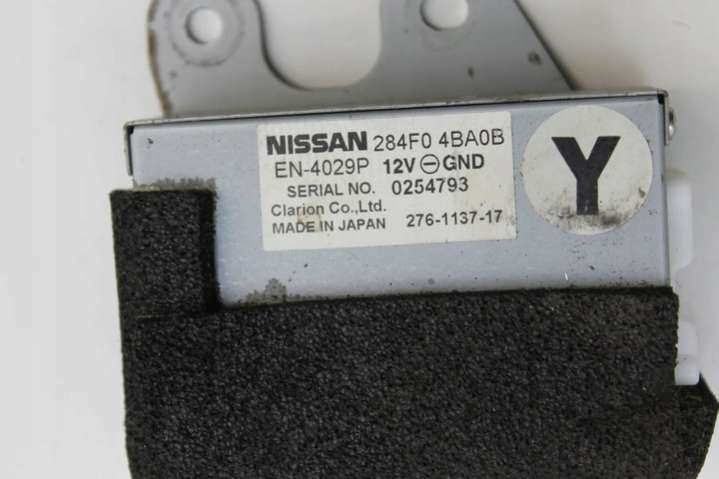 NISSAN 284F0 4BA0B
EN-4029P 12V ⊖ GND
SERIAL NO. 0254793
Clarion Co.,Ltd.
MADE IN JAPAN 276-1137-17
Y